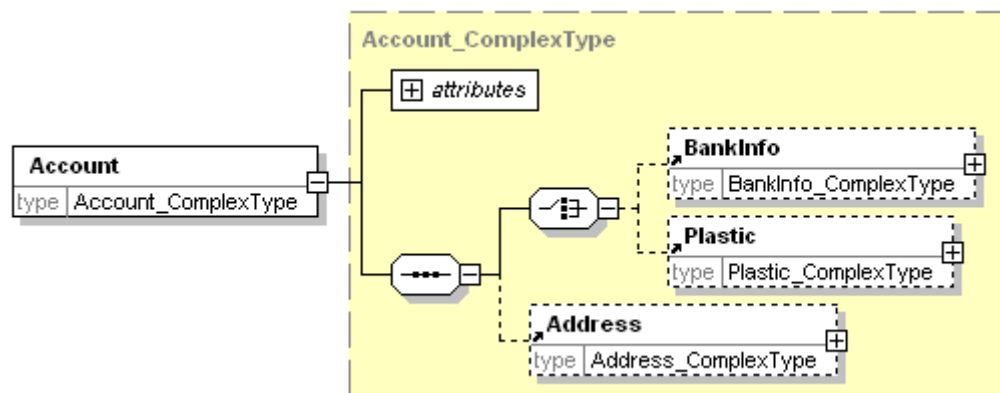 Account_ComplexType
attributes
Account
type Account_ComplexType
BankInfo
type BankInfo_ComplexType
Plastic
type Plastic_ComplexType
Address
type Address_ComplexType